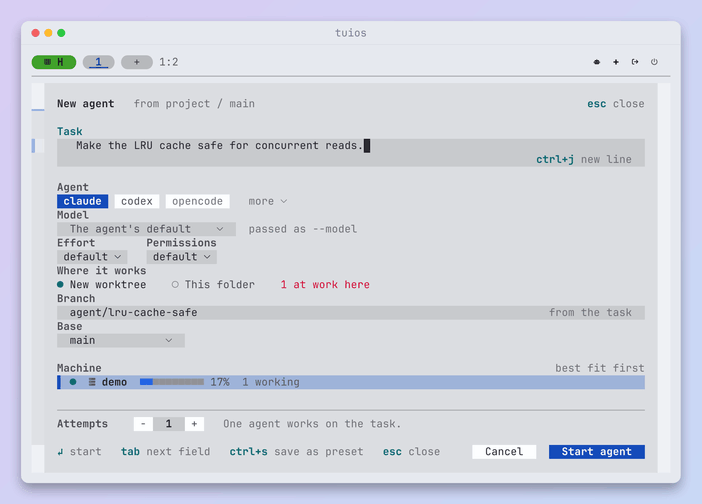 tuios
H 1 + 1:2
New agent from project / main esc close
Task
Make the LRU cache safe for concurrent reads.
ctrl+j new line
Agent
claude codex opencode more
Model
The agent's default passed as --model
Effort Permissions
default default
Where it works
New worktree This folder 1 at work here
Branch
agent/lru-cache-safe from the task
Base
main
Machine best fit first
demo 17% 1 working
Attempts - 1 + One agent works on the task.
↲ start tab next field ctrl+s save as preset esc close Cancel Start agent